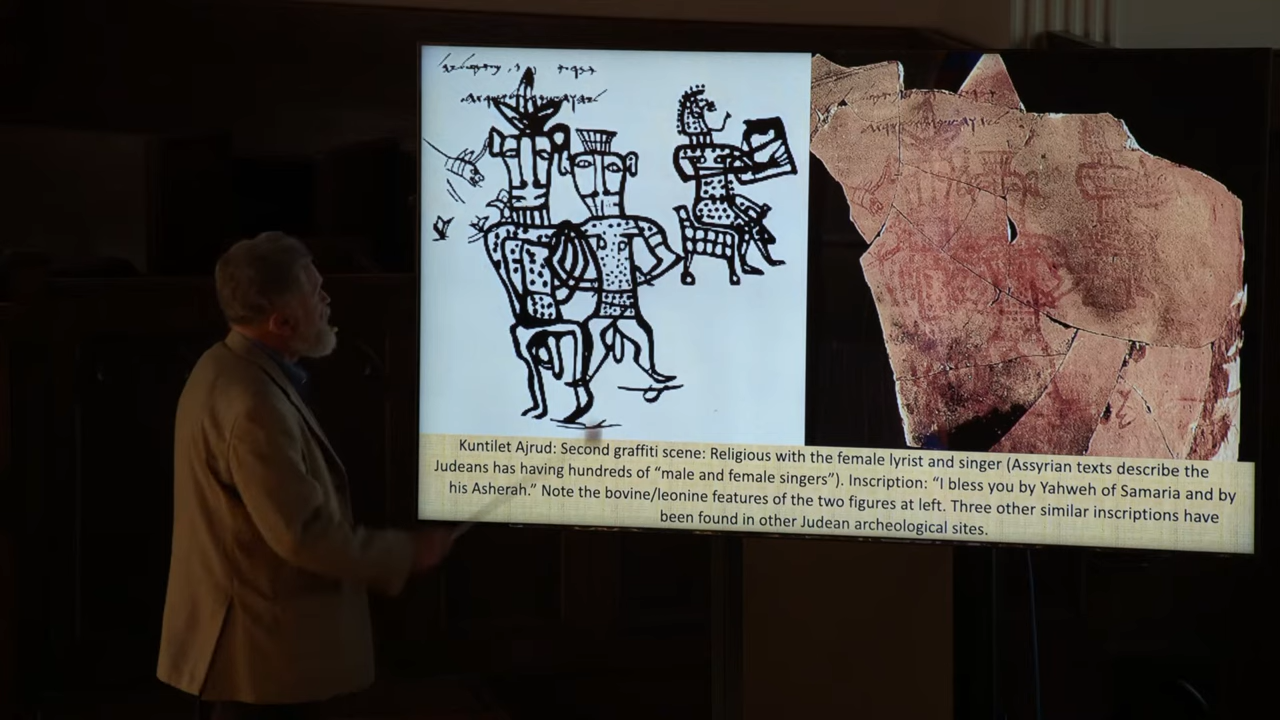 Kuntilet Ajrud: Second graffiti scene: Religious with the female lyrist and singer (Assyrian texts describe the
Judeans has having hundreds of “male and female singers”). Inscription: “I bless you by Yahweh of Samaria and by
his Asherah.” Note the bovine/leonine features of the two figures at left. Three other similar inscriptions have
been found in other Judean archeological sites.